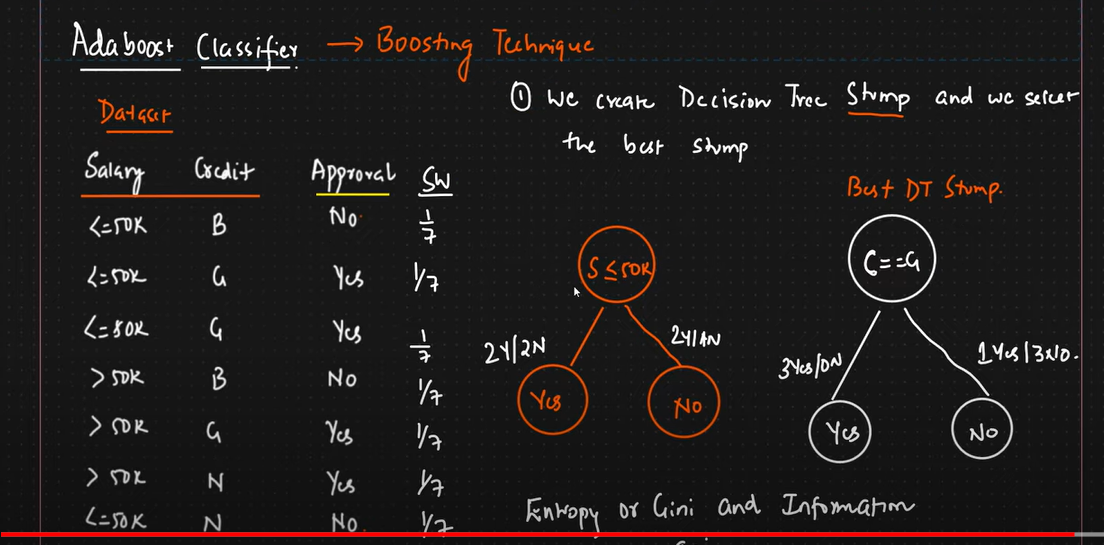 Adaboost Classifier. → Boosting Technique
Dataset
Salary Credit Approval SW
<=50K B No 1/7
<=50K G Yes 1/7
<=50K G Yes 1/7
>50K B No 1/7
>50K G Yes 1/7
>50K N Yes 1/7
<=50K N No. 1/7
① We create Decision Tree Stump and we select
the best stump
S≤50K
2Y/2N 2Y/1N
Yes No
Best DT Stump.
C==G
3Yes/0N 1Yes/3No.
Yes No
Entropy or Gini and Information